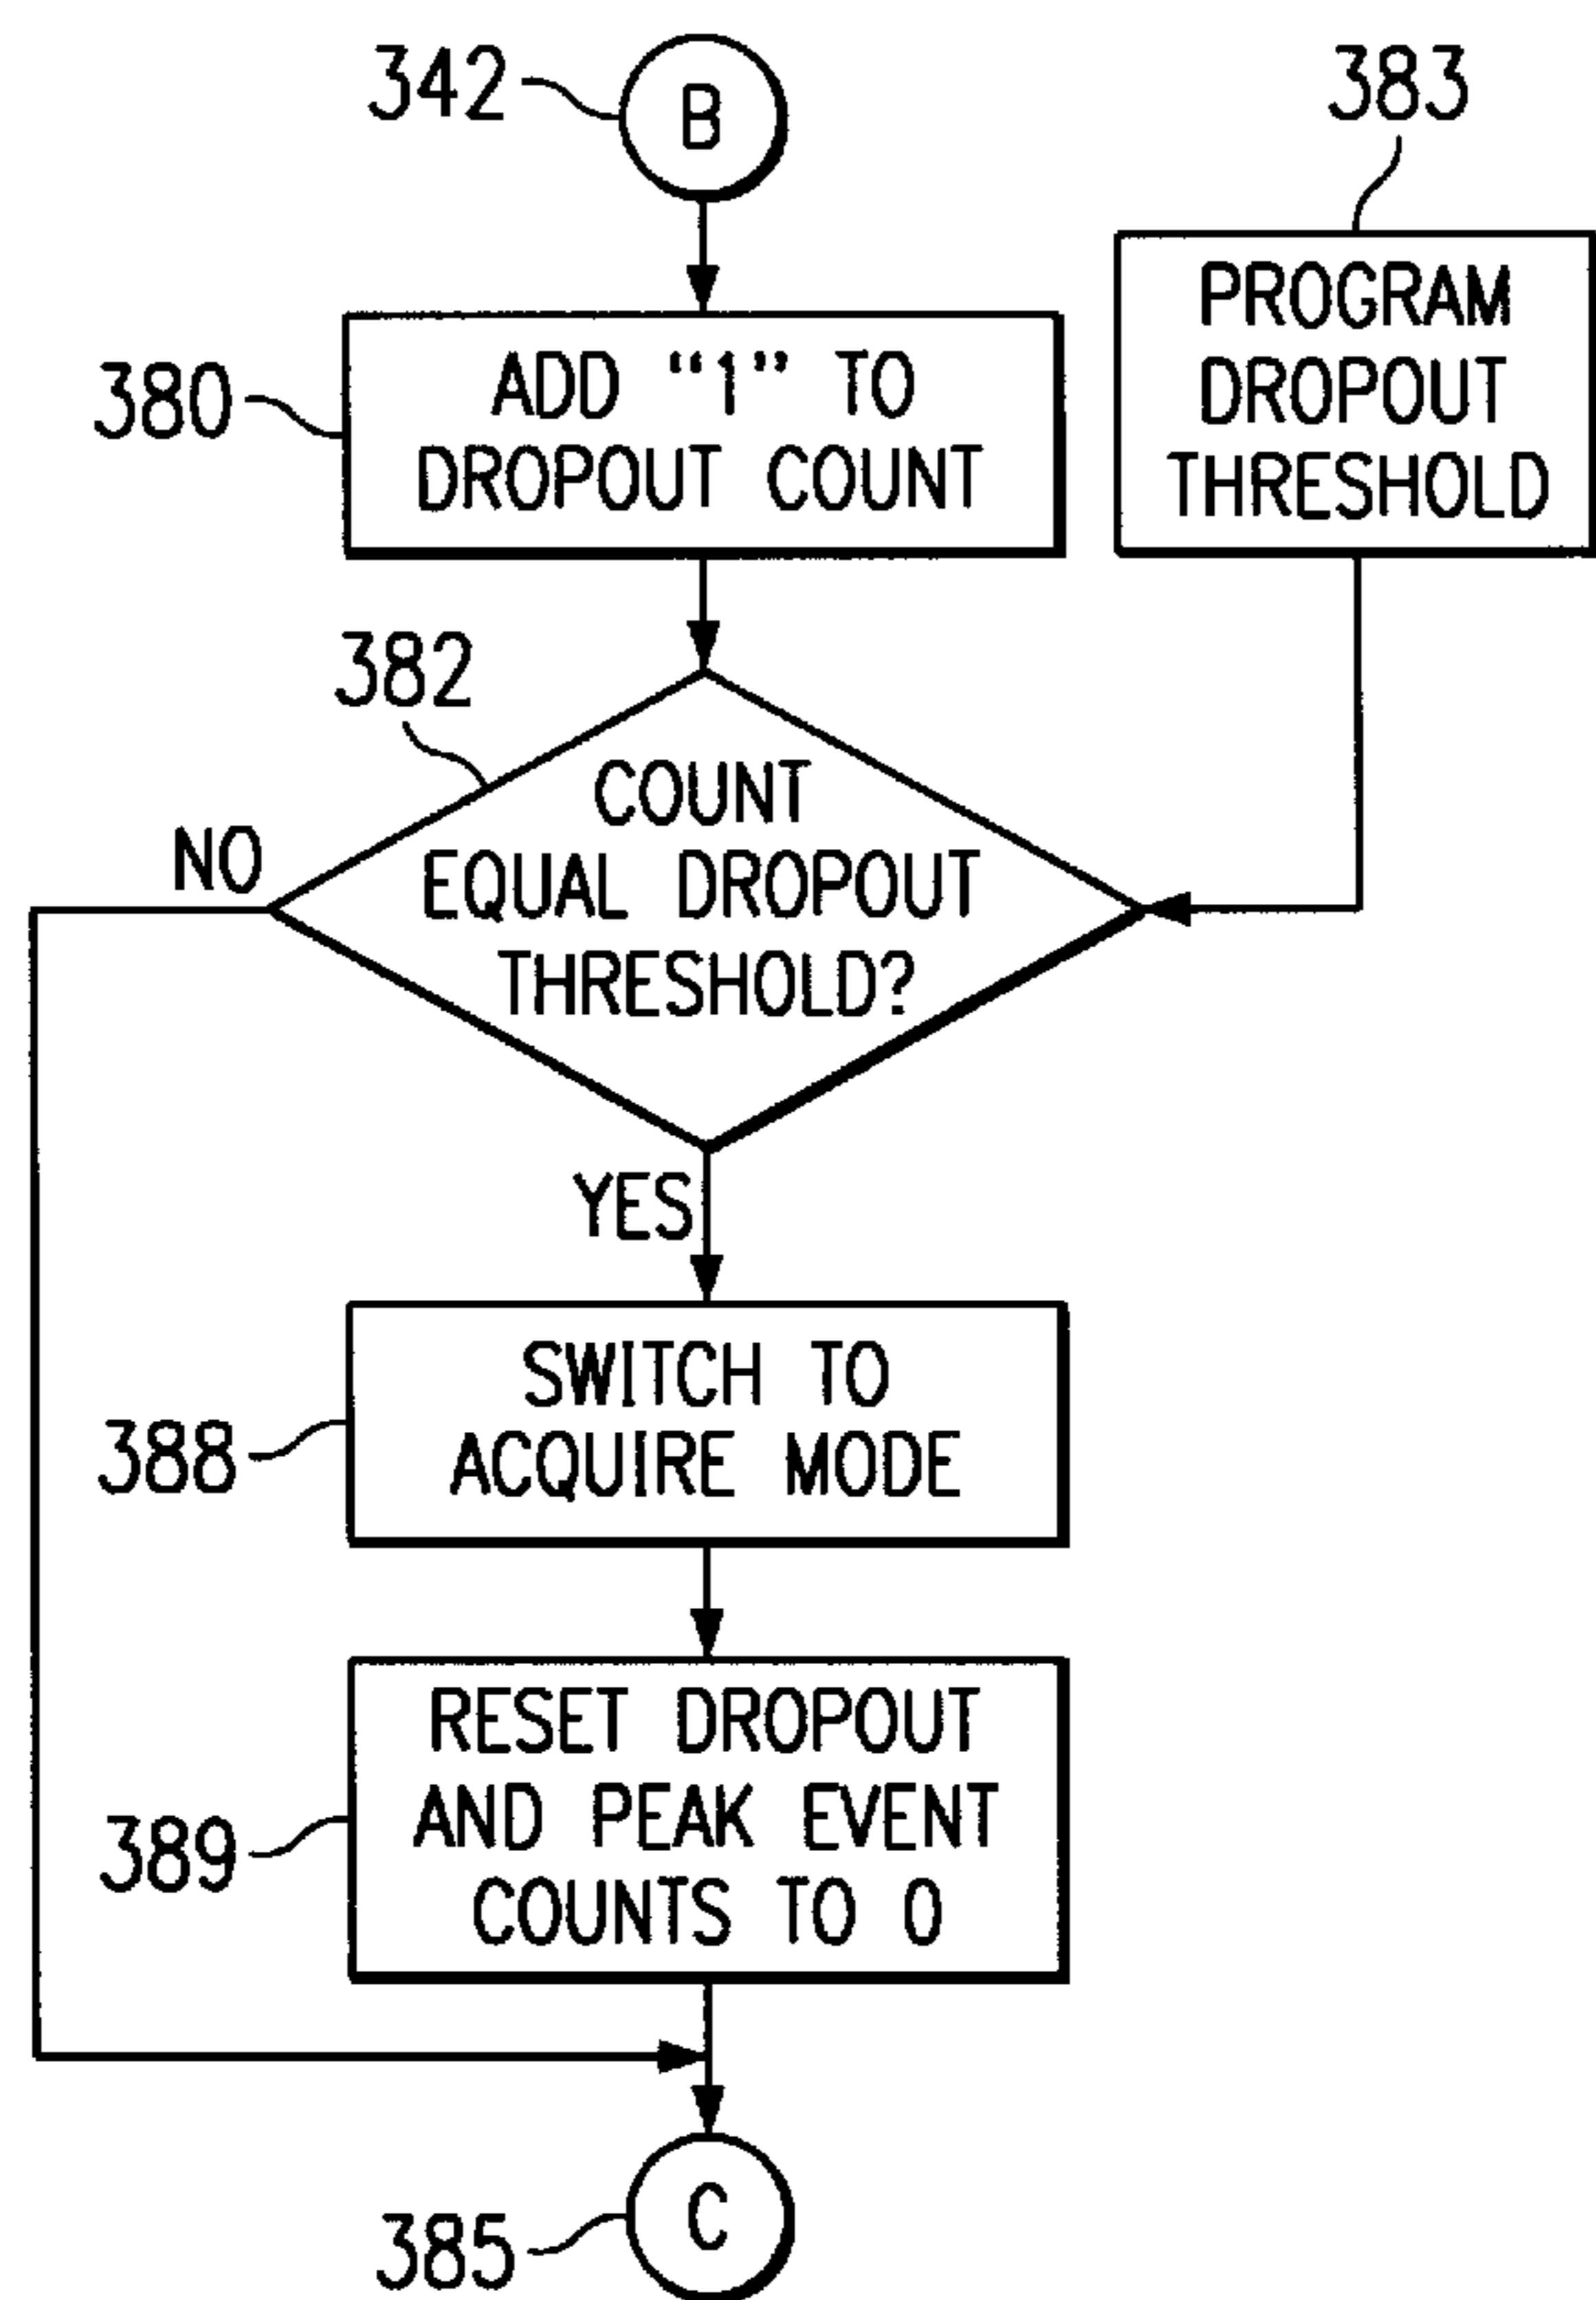 342
B
383
PROGRAM
DROPOUT
THRESHOLD
380
ADD “1” TO
DROPOUT COUNT
382
COUNT
EQUAL DROPOUT
THRESHOLD?
NO
YES
388
SWITCH TO
ACQUIRE MODE
389
RESET DROPOUT
AND PEAK EVENT
COUNTS TO 0
385
C